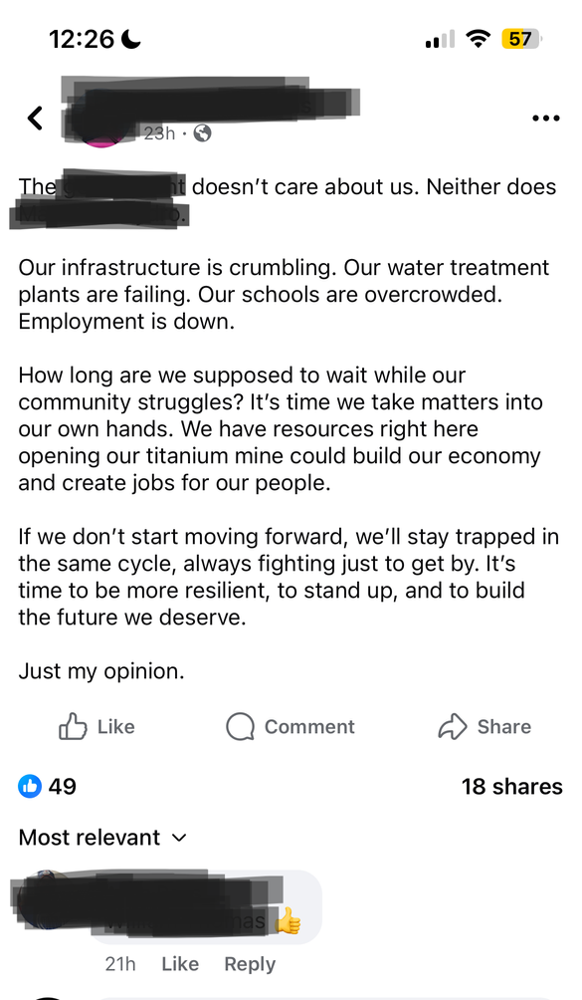 12:26
57
23h
The doesn’t care about us. Neither does
Our infrastructure is crumbling. Our water treatment
plants are failing. Our schools are overcrowded.
Employment is down.
How long are we supposed to wait while our
community struggles? It’s time we take matters into
our own hands. We have resources right here
opening our titanium mine could build our economy
and create jobs for our people.
If we don’t start moving forward, we’ll stay trapped in
the same cycle, always fighting just to get by. It’s
time to be more resilient, to stand up, and to build
the future we deserve.
Just my opinion.
Like Comment Share
49 18 shares
Most relevant
👍
21h Like Reply